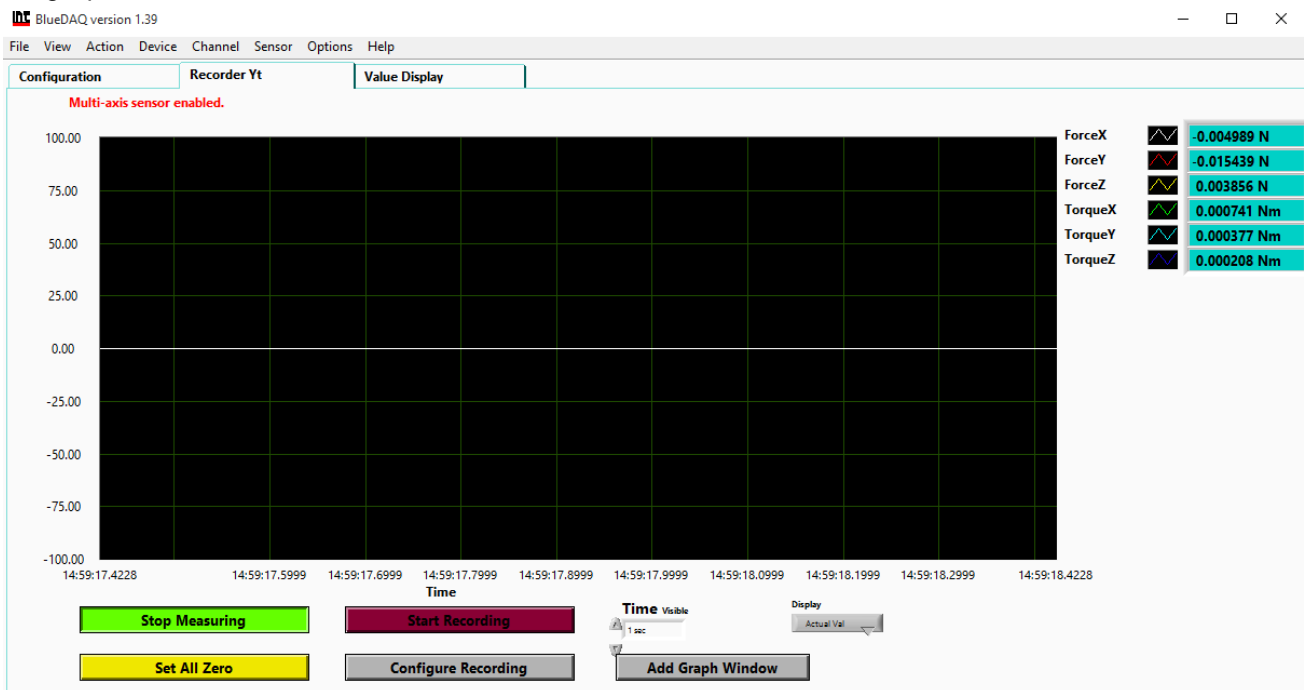 BlueDAQ version 1.39
File View Action Device Channel Sensor Options Help
Configuration Recorder Yt Value Display
Multi-axis sensor enabled.
100.00
75.00
50.00
25.00
0.00
-25.00
-50.00
-75.00
-100.00
14:59:17.4228 14:59:17.5999 14:59:17.6999 14:59:17.7999 14:59:17.8999 14:59:17.9999 14:59:18.0999 14:59:18.1999 14:59:18.2999 14:59:18.4228
Time
ForceX -0.004989 N
ForceY -0.015439 N
ForceZ 0.003856 N
TorqueX 0.000741 Nm
TorqueY 0.000377 Nm
TorqueZ 0.000208 Nm
Stop Measuring Start Recording
Time Visible
1 sec
Display
Actual Val
Set All Zero Configure Recording Add Graph Window